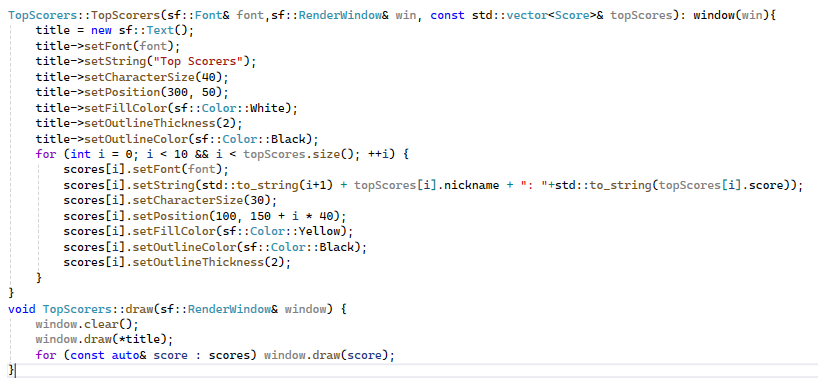 TopScorers::TopScorers(sf::Font& font,sf::RenderWindow& win, const std::vector<Score>& topScores): window(win){
    title = new sf::Text();
    title->setFont(font);
    title->setString("Top Scorers");
    title->setCharacterSize(40);
    title->setPosition(300, 50);
    title->setFillColor(sf::Color::White);
    title->setOutlineThickness(2);
    title->setOutlineColor(sf::Color::Black);
    for (int i = 0; i < 10 && i < topScores.size(); ++i) {
        scores[i].setFont(font);
        scores[i].setString(std::to_string(i+1) + topScores[i].nickname + ": "+std::to_string(topScores[i].score));
        scores[i].setCharacterSize(30);
        scores[i].setPosition(100, 150 + i * 40);
        scores[i].setFillColor(sf::Color::Yellow);
        scores[i].setOutlineColor(sf::Color::Black);
        scores[i].setOutlineThickness(2);
    }
}
void TopScorers::draw(sf::RenderWindow& window) {
    window.clear();
    window.draw(*title);
    for (const auto& score : scores) window.draw(score);
}